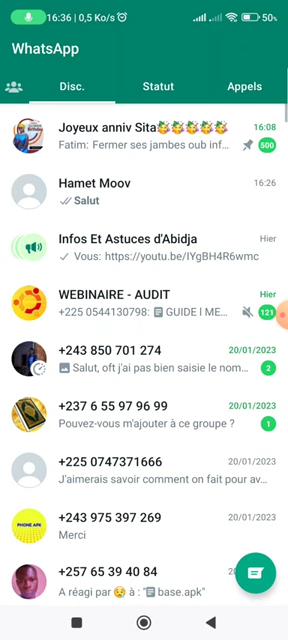 16:36 | 0,5 Ko/s
50%
WhatsApp
Disc. Statut Appels
Joyeux anniv Sita 16:08
Fatim: Fermer ses jambes oub inf... 500
Hamet Moov 16:26
Salut
Infos Et Astuces d'Abidja Hier
Vous: https://youtu.be/IYgBH4R6wmc
WEBINAIRE - AUDIT Hier
+225 0544130798: GUIDE I ME... 121
+243 850 701 274 20/01/2023
Salut, oft j'ai pas bien saisie le nom... 2
+237 6 55 97 96 99 20/01/2023
Pouvez-vous m'ajouter à ce groupe ? 1
+225 0747371666 20/01/2023
J'aimerais savoir comment on fait pour av...
+243 975 397 269 20/01/2023
Merci
PHONE APK
+257 65 39 40 84
A réagi par 😢 à : "base.apk"